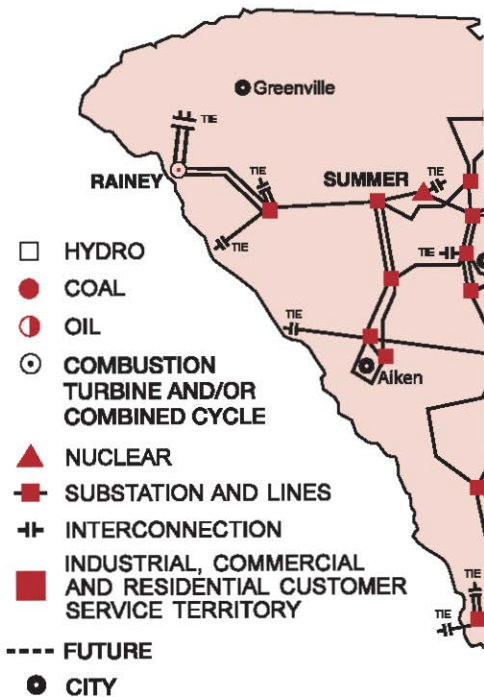 Greenville
TIE
RAINEY
TIE
SUMMER
TIE
TIE
TIE
TIE
Aiken
TIE
TIE
HYDRO
COAL
OIL
COMBUSTION
TURBINE AND/OR
COMBINED CYCLE
NUCLEAR
SUBSTATION AND LINES
INTERCONNECTION
INDUSTRIAL, COMMERCIAL
AND RESIDENTIAL CUSTOMER
SERVICE TERRITORY
FUTURE
CITY